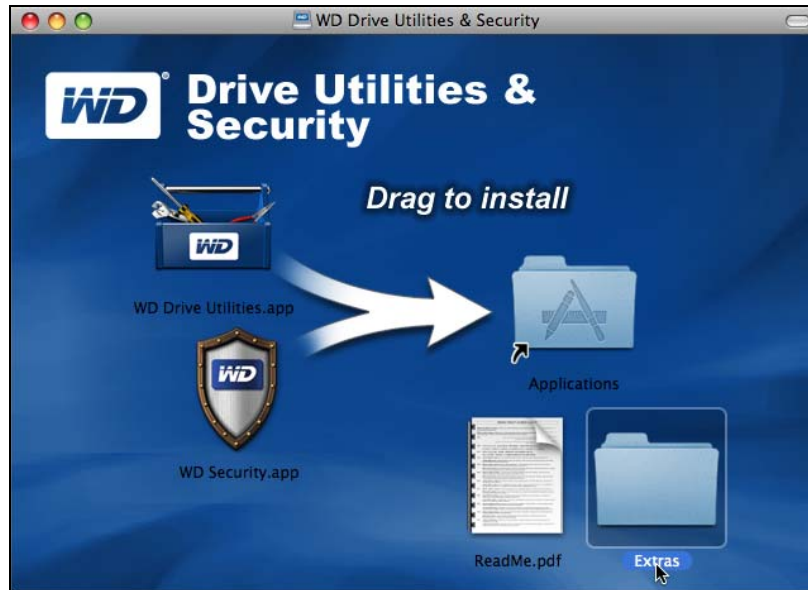 WD Drive Utilities & Security
WD®
Drive Utilities &
Security
Drag to install
WD
WD Drive Utilities.app
Applications
WD
WD Security.app
ReadMe.pdf
Extras